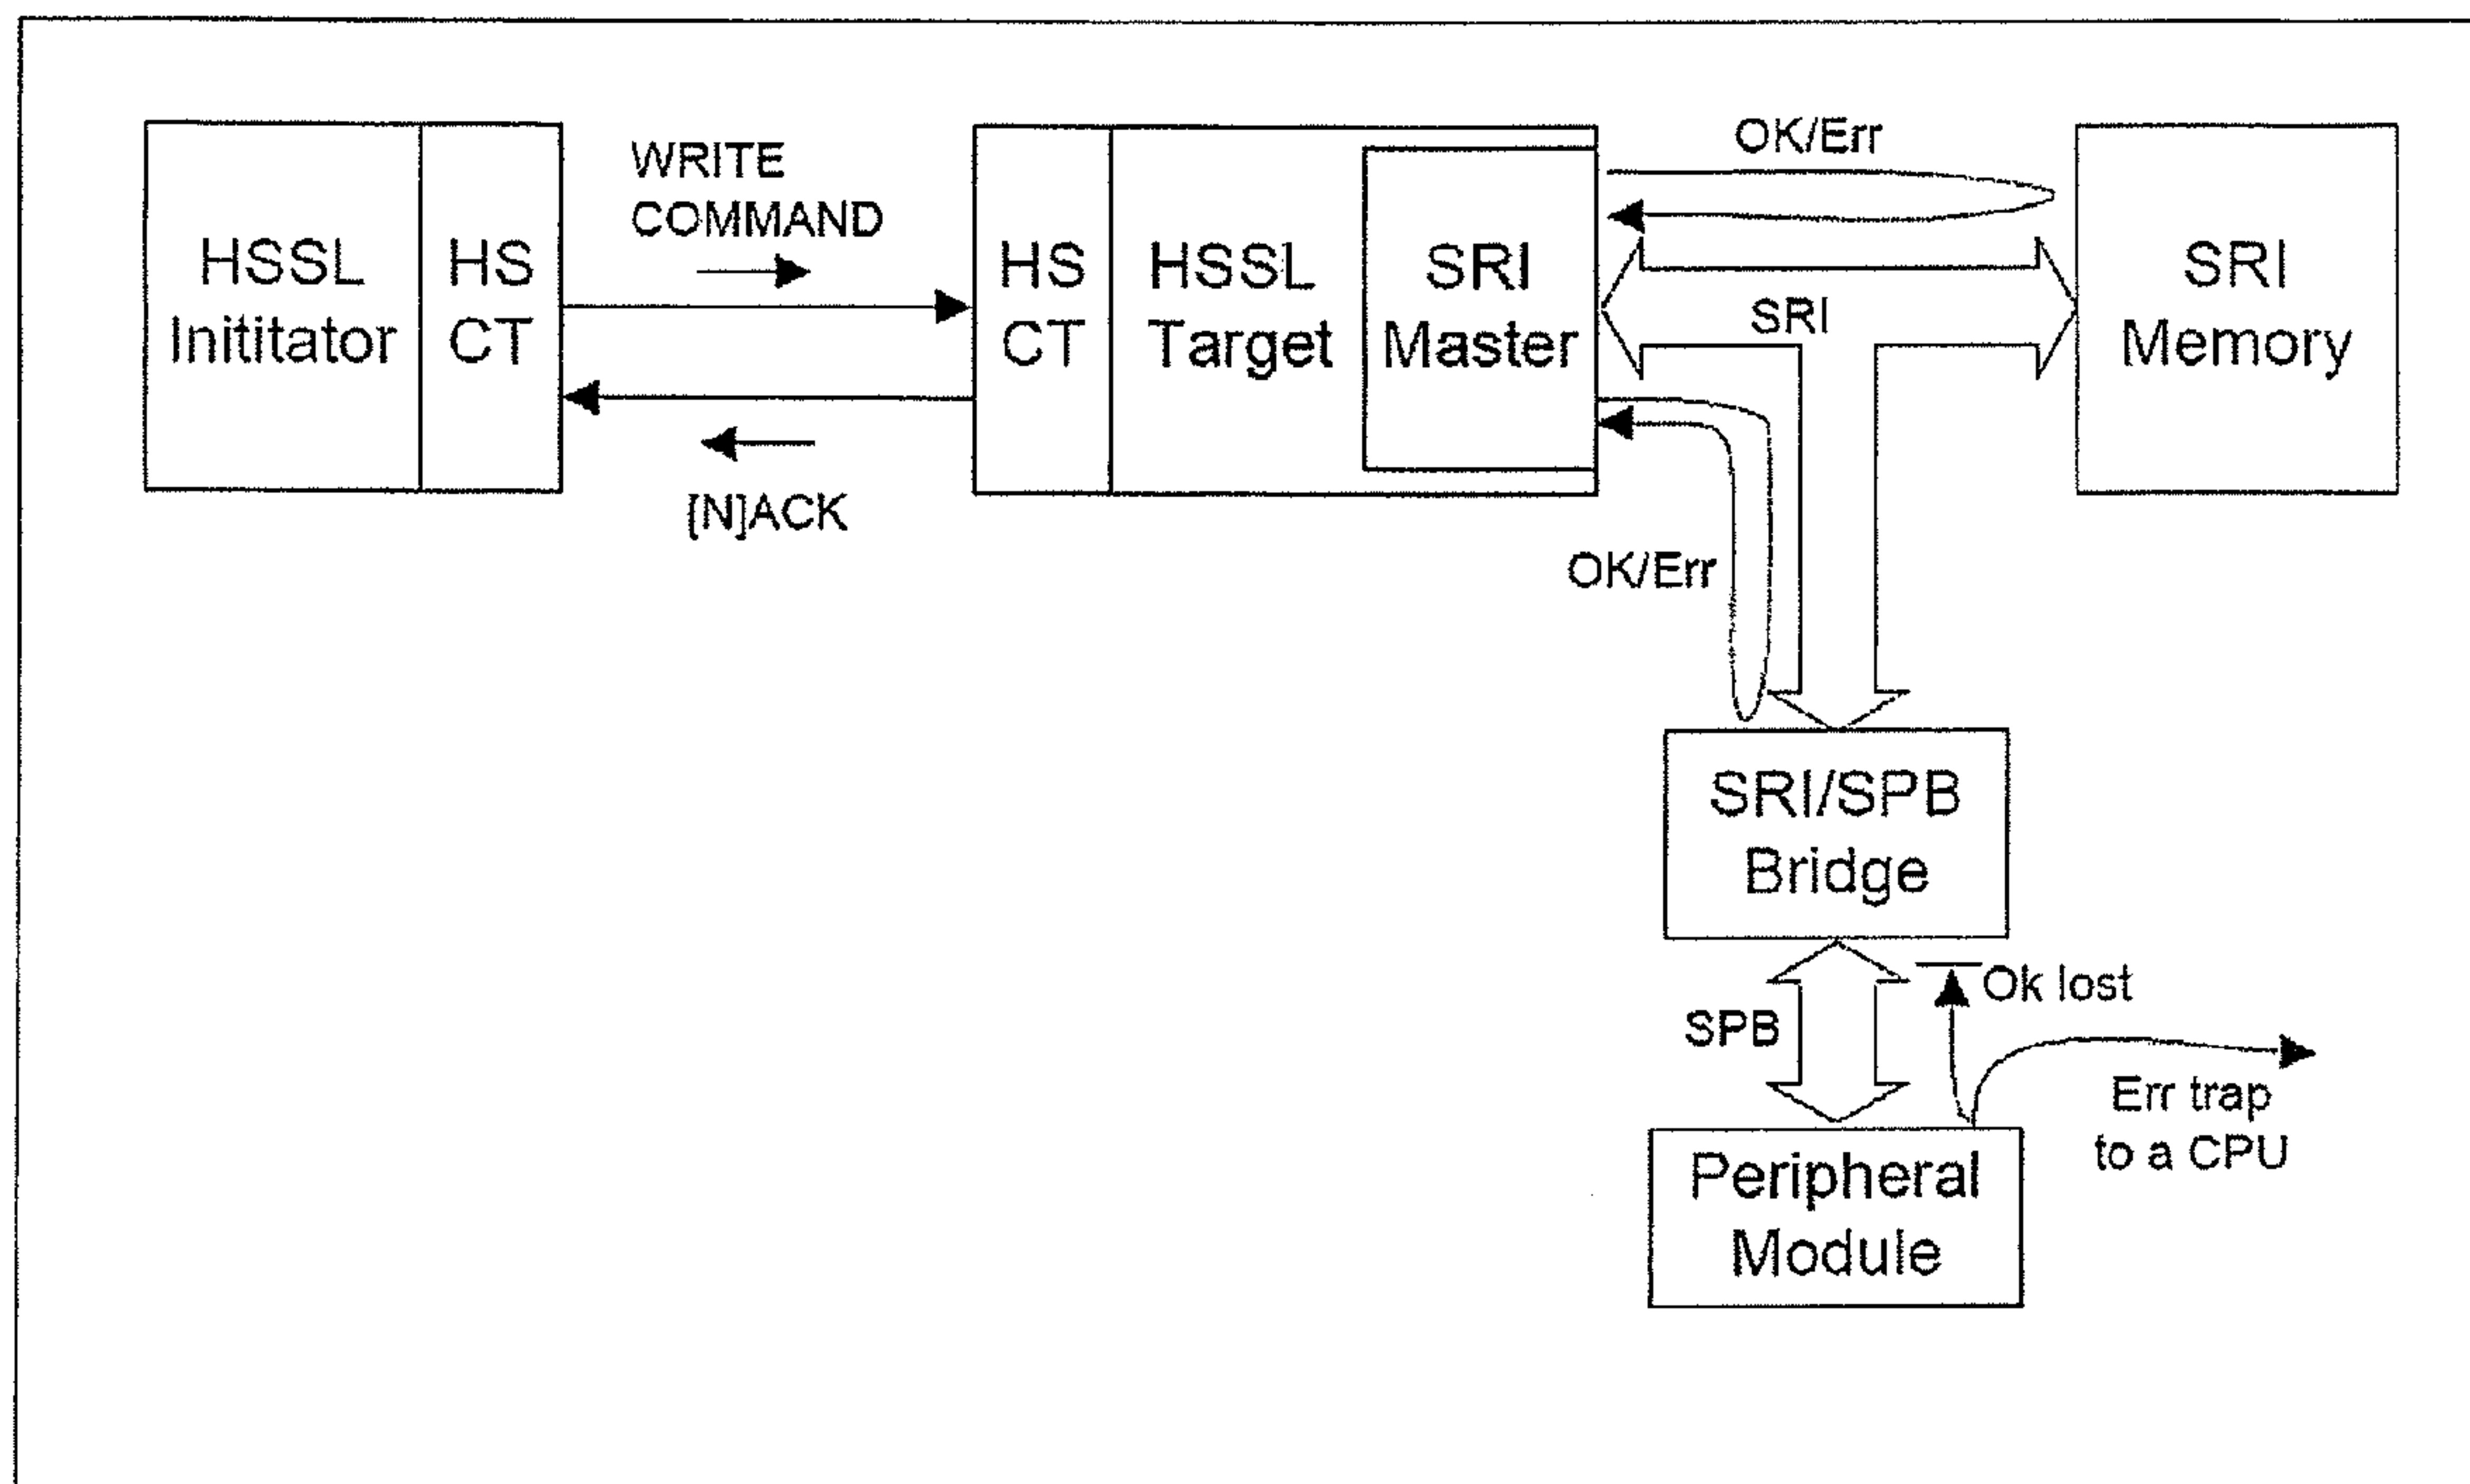 HSSL
Inititator
HS
CT
WRITE
COMMAND
[N]ACK
HS
CT
HSSL
Target
SRI
Master
OK/Err
SRI
SRI
Memory
OK/Err
SRI/SPB
Bridge
SPB
Ok lost
Err trap
to a CPU
Peripheral
Module